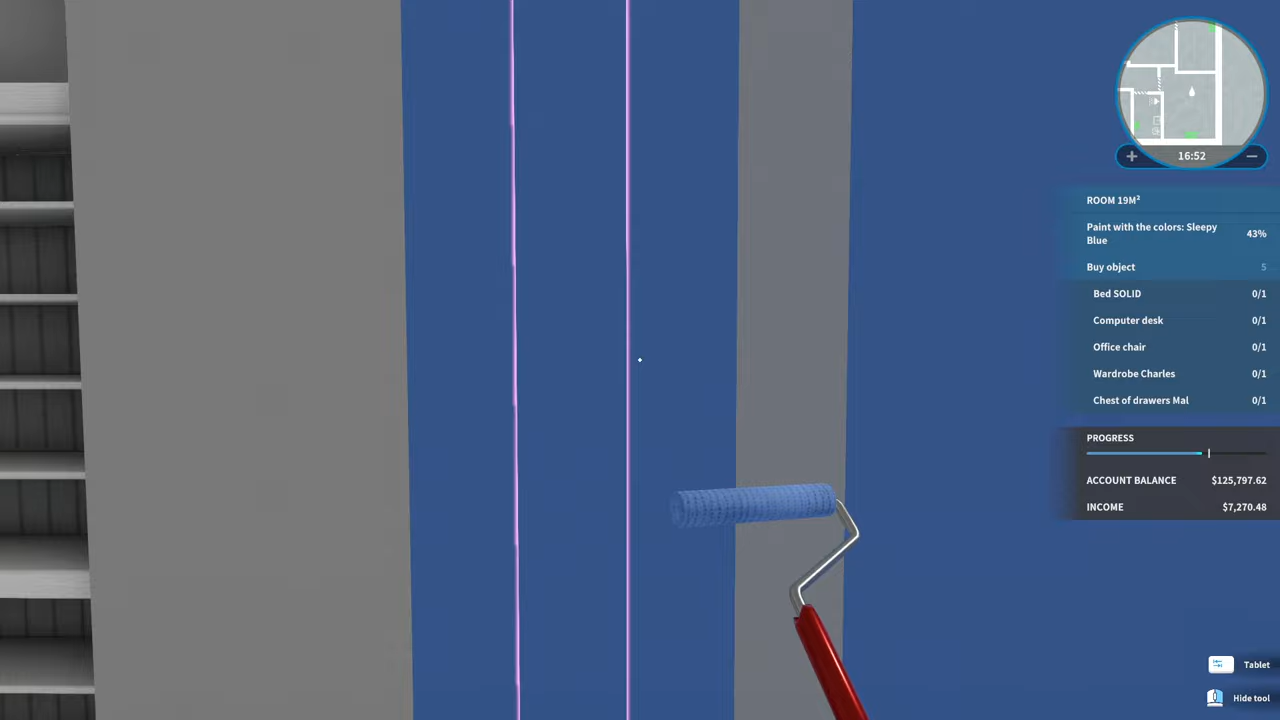 16:52
ROOM 19M²
Paint with the colors: Sleepy
Blue
43%
Buy object 5
Bed SOLID 0/1
Computer desk 0/1
Office chair 0/1
Wardrobe Charles 0/1
Chest of drawers Mal 0/1
PROGRESS
ACCOUNT BALANCE $125,797.62
INCOME $7,270.48
Tablet
Hide tool